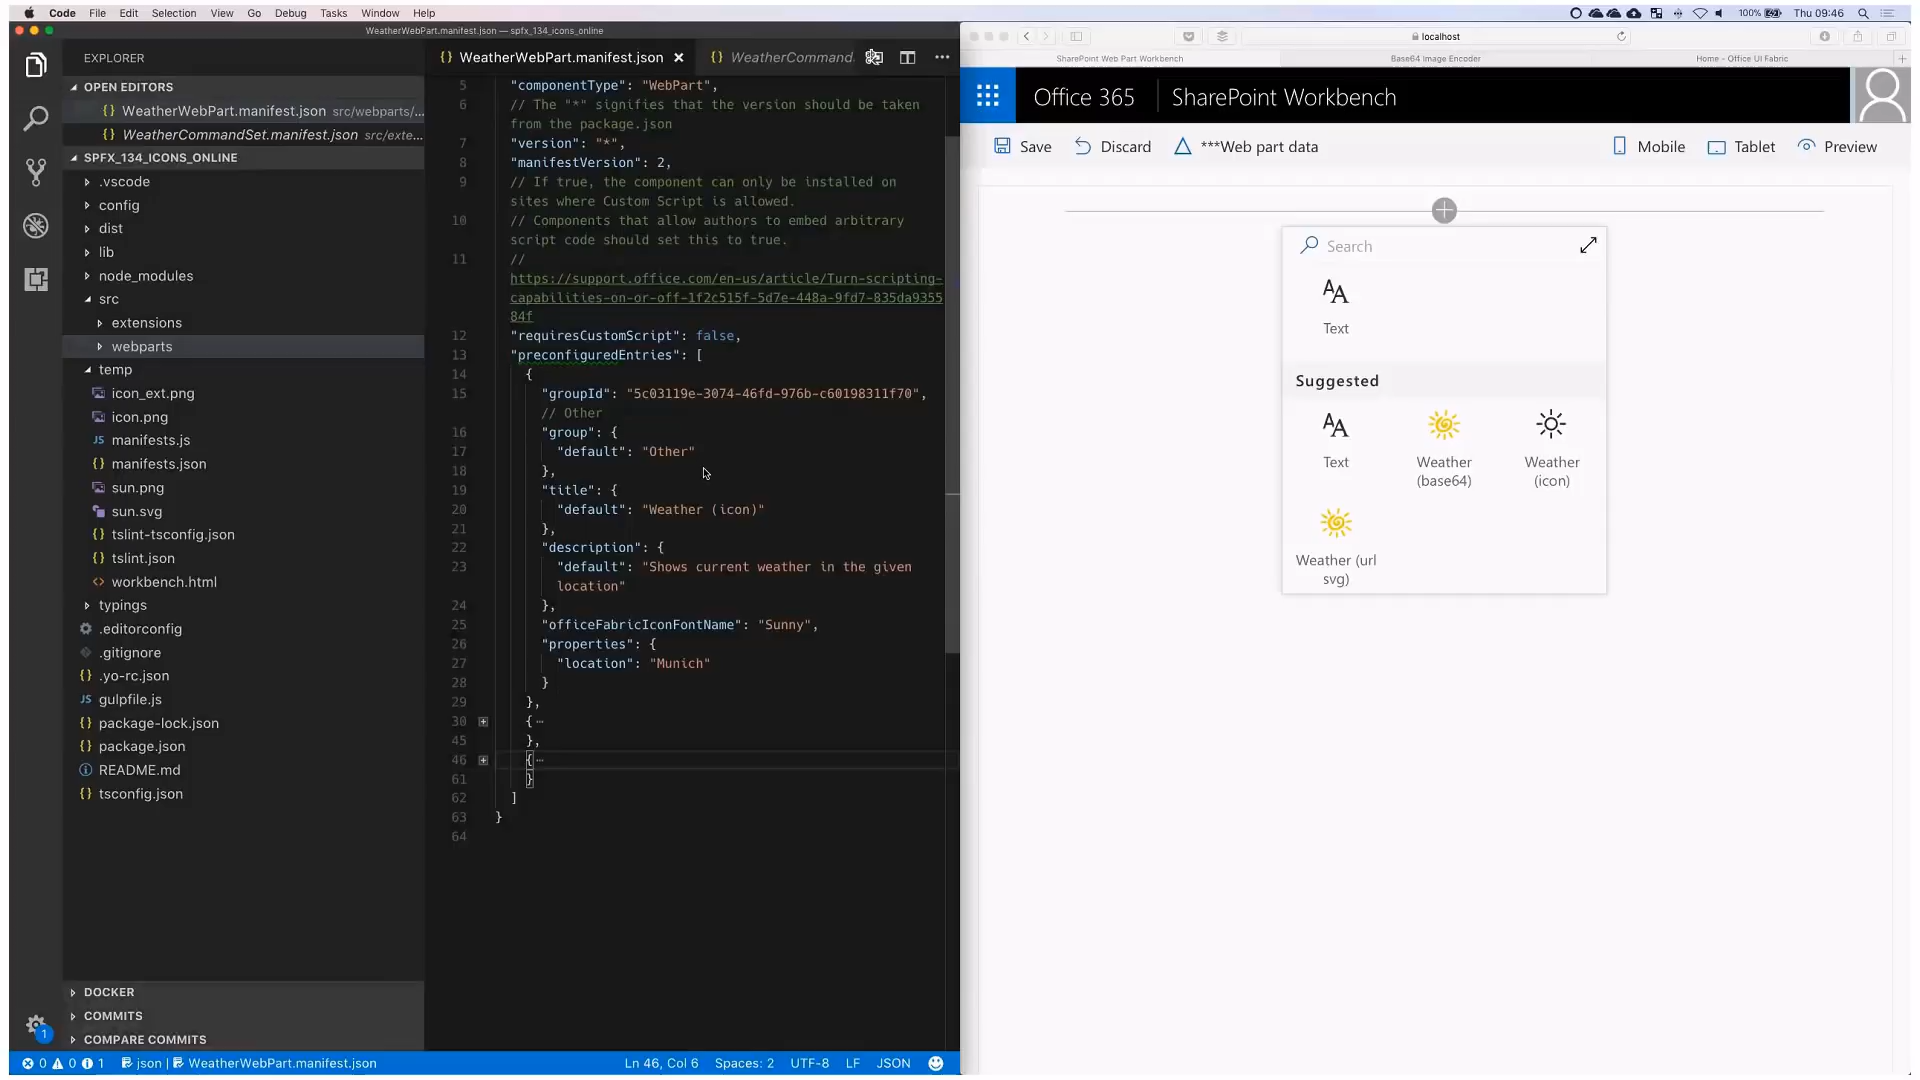 Code File Edit Selection View Go Debug Tasks Window Help
100% Thu 09:46
WeatherWebPart.manifest.json — spfx_134_icons_online
EXPLORER
OPEN EDITORS
WeatherWebPart.manifest.json src/webparts/...
WeatherCommandSet.manifest.json src/exte...
SPFX_134_ICONS_ONLINE
.vscode
config
dist
lib
node_modules
src
extensions
webparts
temp
icon_ext.png
icon.png
JS manifests.js
{} manifests.json
sun.png
sun.svg
{} tslint-tsconfig.json
{} tslint.json
<> workbench.html
typings
.editorconfig
.gitignore
{} .yo-rc.json
JS gulpfile.js
{} package-lock.json
{} package.json
README.md
{} tsconfig.json
DOCKER
COMMITS
COMPARE COMMITS
1
{} WeatherWebPart.manifest.json × {} WeatherCommand. ...
5 "componentType": "WebPart",
6 // The "*" signifies that the version should be taken
from the package.json
7 "version": "*",
8 "manifestVersion": 2,
9 // If true, the component can only be installed on
sites where Custom Script is allowed.
10 // Components that allow authors to embed arbitrary
script code should set this to true.
11 //
https://support.office.com/en-us/article/Turn-scripting-
capabilities-on-or-off-1f2c515f-5d7e-448a-9fd7-835da9355
84f
12 "requiresCustomScript": false,
13 "preconfiguredEntries": [
14 {
15 "groupId": "5c03119e-3074-46fd-976b-c60198311f70",
// Other
16 "group": {
17 "default": "Other"
18 },
19 "title": {
20 "default": "Weather (icon)"
21 },
22 "description": {
23 "default": "Shows current weather in the given
location"
24 },
25 "officeFabricIconFontName": "Sunny",
26 "properties": {
27 "location": "Munich"
28 }
29 },
30 { ⋯
45 },
46 { ⋯
61 }
62 ]
63 }
64
0 0 1 json | WeatherWebPart.manifest.json Ln 46, Col 6 Spaces: 2 UTF-8 LF JSON
localhost
SharePoint Web Part Workbench Base64 Image Encoder Home - Office UI Fabric
Office 365 SharePoint Workbench
Save Discard ***Web part data Mobile Tablet Preview
Search
Text
Suggested
Text
Weather
(base64)
Weather
(icon)
Weather (url
svg)